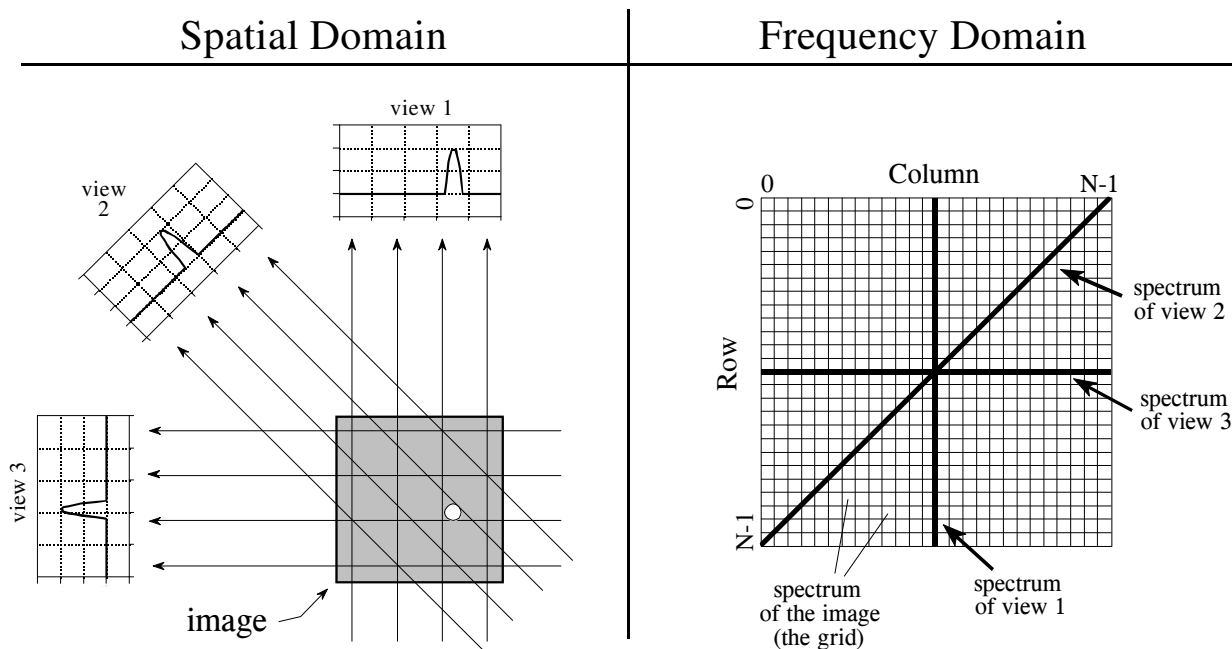 Spatial Domain
Frequency Domain
view 1
view
2
view 3
image
Column
0
N-1
0
Row
N-1
spectrum
of view 2
spectrum
of view 3
spectrum
of view 1
spectrum
of the image
(the grid)